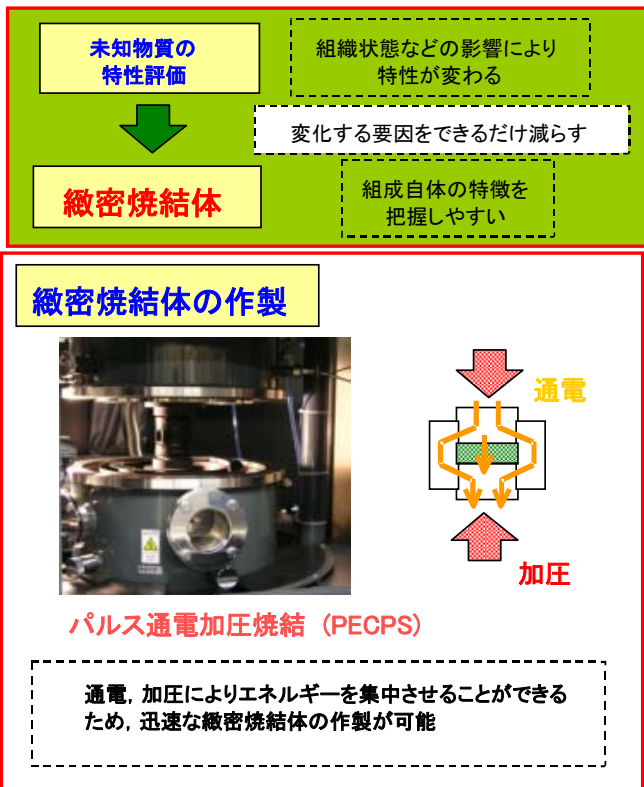 未知物質の
特性評価
組織状態などの影響により
特性が変わる
変化する要因をできるだけ減らす
緻密焼結体
組成自体の特徴を
把握しやすい
緻密焼結体の作製
通電
加圧
パルス通電加圧焼結 (PECPS)
通電, 加圧によりエネルギーを集中させることができる
ため, 迅速な緻密焼結体の作製が可能